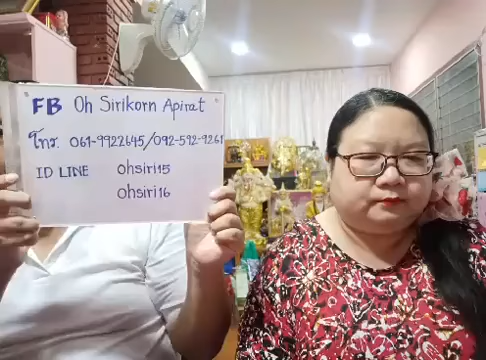 FB Oh Sirikorn Apirat
โทร. 061-9922645/092-592-9261
ID LINE ohsiri15
ohsiri16